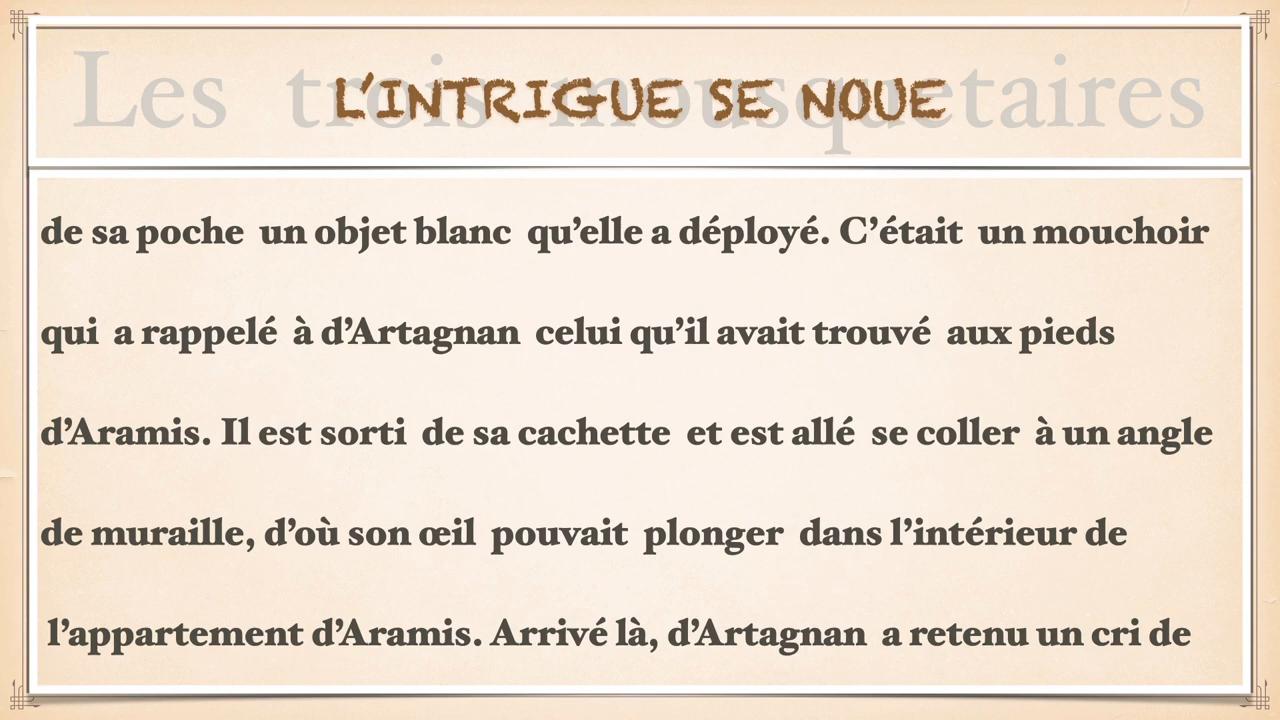 Les trois mousquetaires
L'INTRIGUE SE NOUE
de sa poche un objet blanc qu'elle a déployé. C'était un mouchoir
qui a rappelé à d'Artagnan celui qu'il avait trouvé aux pieds
d'Aramis. Il est sorti de sa cachette et est allé se coller à un angle
de muraille, d'où son œil pouvait plonger dans l'intérieur de
l'appartement d'Aramis. Arrivé là, d'Artagnan a retenu un cri de